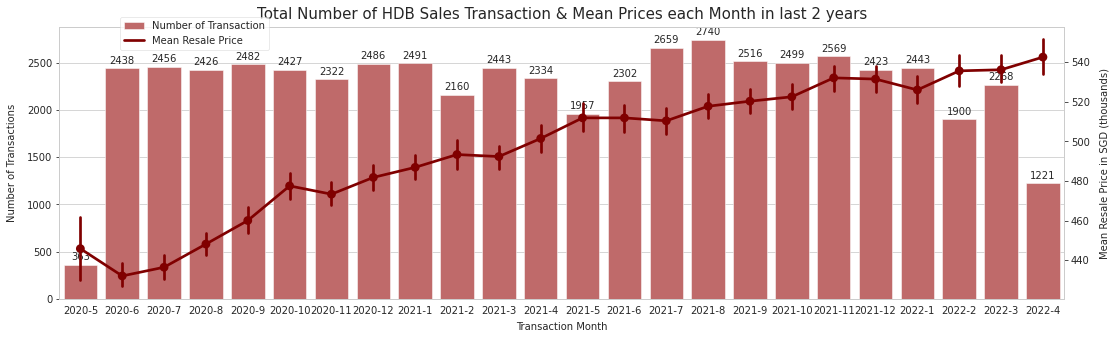 Total Number of HDB Sales Transaction & Mean Prices each Month in last 2 years
Number of Transaction
Mean Resale Price
2438 2456 2426 2482 2427 2322 2486 2491 2160 2443 2334 1957 2302 2659 2740 2516 2499 2569 2423 2443 1900 2268 1221
363
Number of Transactions
2500
2000
1500
1000
500
0
540
520
500
480
460
440
Mean Resale Price in SGD (thousands)
2020-5 2020-6 2020-7 2020-8 2020-9 2020-10 2020-11 2020-12 2021-1 2021-2 2021-3 2021-4 2021-5 2021-6 2021-7 2021-8 2021-9 2021-10 2021-11 2021-12 2022-1 2022-2 2022-3 2022-4
Transaction Month